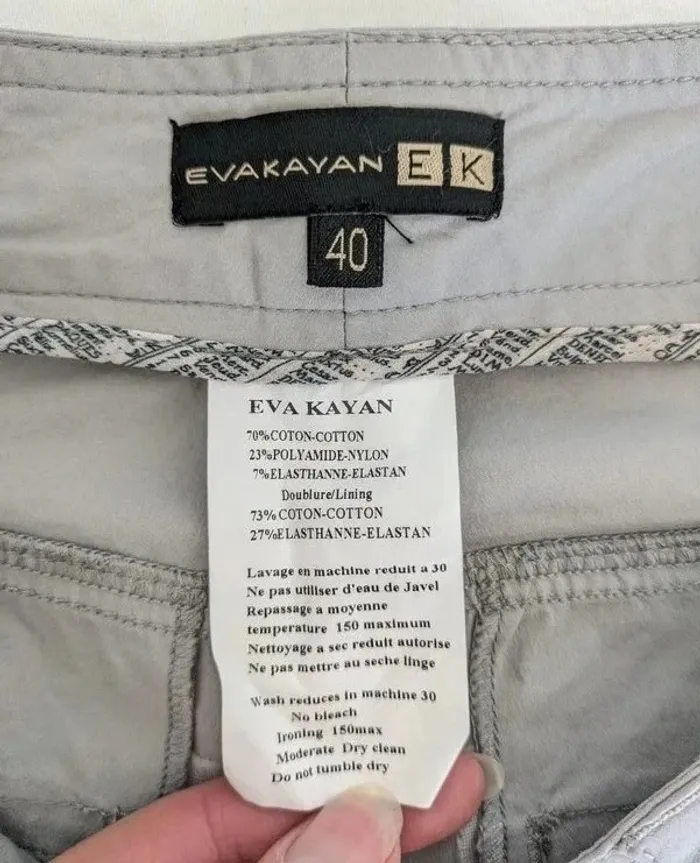 EVAKAYAN E K
40
EVA KAYAN
70%COTON-COTTON
23%POLYAMIDE-NYLON
7%ELASTHANNE-ELASTAN
Doublure/Lining
73%COTON-COTTON
27%ELASTHANNE-ELASTAN
Lavage en machine reduit a 30
Ne pas utiliser d'eau de Javel
Repassage a moyenne
temperature 150 maximum
Nettoyage a sec reduit autorise
Ne pas mettre au seche linge
Wash reduces in machine 30
No bleach
Ironing 150max
Moderate Dry clean
Do not tumble dry